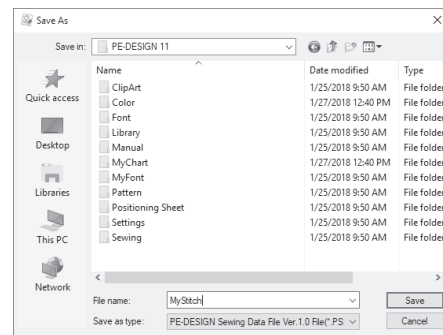 Save As
Save in: PE-DESIGN 11
Name Date modified Type
Quick access
Desktop
Libraries
This PC
Network
ClipArt 1/25/2018 9:50 AM File folder
Color 1/27/2018 12:40 PM File folder
Font 1/25/2018 9:50 AM File folder
Library 1/25/2018 9:50 AM File folder
Manual 1/25/2018 9:50 AM File folder
MyChart 1/27/2018 12:40 PM File folder
MyFont 1/25/2018 9:50 AM File folder
Pattern 1/25/2018 9:50 AM File folder
Positioning Sheet 1/25/2018 9:50 AM File folder
Settings 1/25/2018 9:50 AM File folder
Sewing 1/25/2018 9:50 AM File folder
File name: MyStitch Save
Save as type: PE-DESIGN Sewing Data File Ver.1.0 File(*.PS Cancel